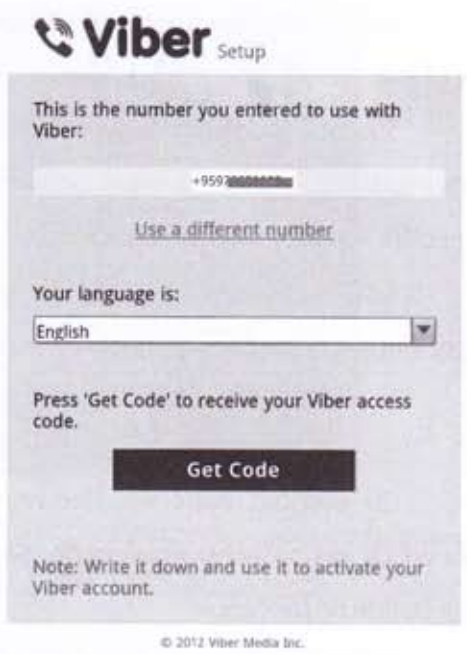 Viber Setup
This is the number you entered to use with
Viber:
+9597
Use a different number
Your language is:
English
Press 'Get Code' to receive your Viber access
code.
Get Code
Note: Write it down and use it to activate your
Viber account.
© 2012 Viber Media Inc.